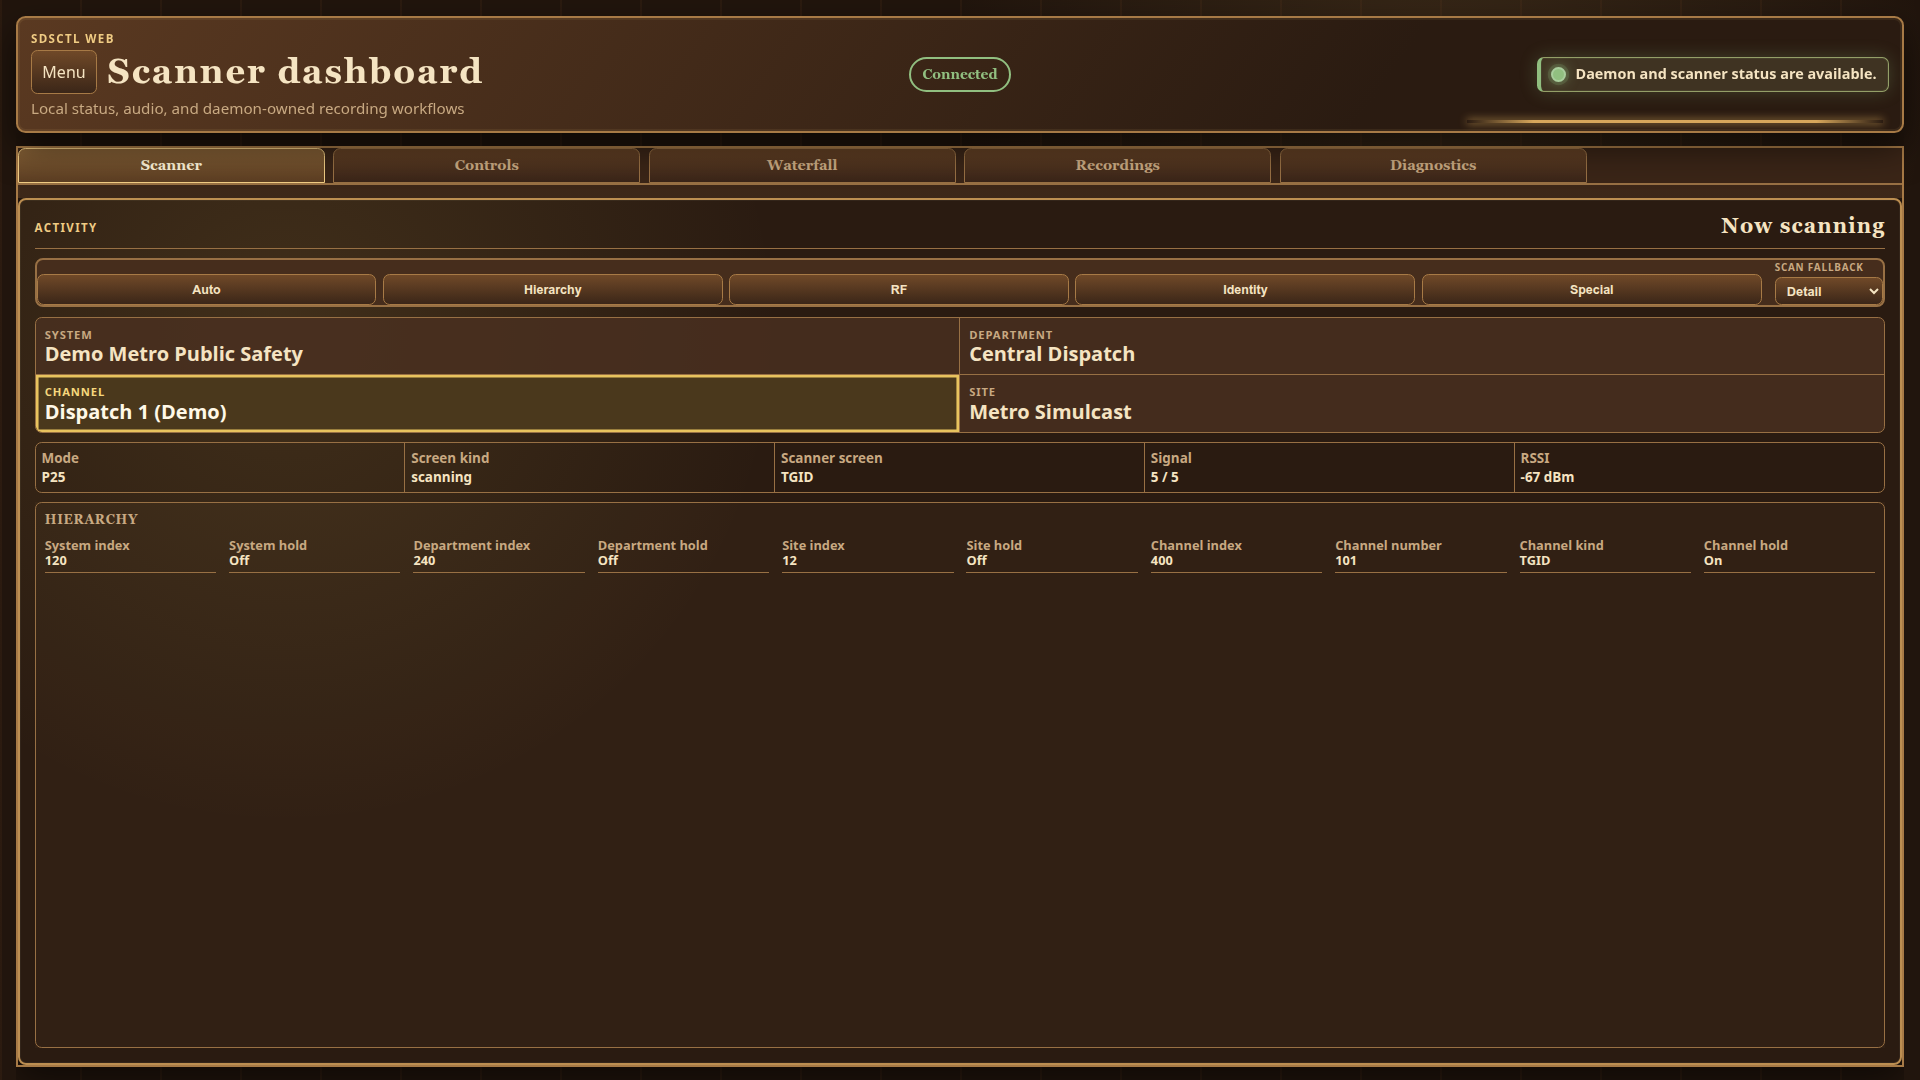 SDSCTL WEB
Menu
Scanner dashboard
Local status, audio, and daemon-owned recording workflows
Connected
Daemon and scanner status are available.
Scanner
Controls
Waterfall
Recordings
Diagnostics
ACTIVITY
Now scanning
Auto
Hierarchy
RF
Identity
Special
SCAN FALLBACK
Detail
SYSTEM
Demo Metro Public Safety
DEPARTMENT
Central Dispatch
CHANNEL
Dispatch 1 (Demo)
SITE
Metro Simulcast
Mode
P25
Screen kind
scanning
Scanner screen
TGID
Signal
5 / 5
RSSI
-67 dBm
HIERARCHY
System index
120
System hold
Off
Department index
240
Department hold
Off
Site index
12
Site hold
Off
Channel index
400
Channel number
101
Channel kind
TGID
Channel hold
On